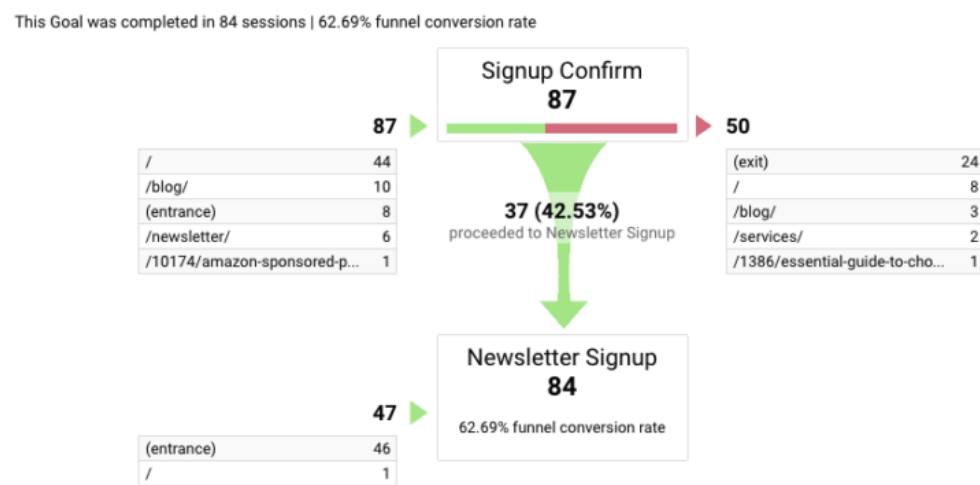 This Goal was completed in 84 sessions | 62.69% funnel conversion rate
Signup Confirm
87
87
50
/ 44
/blog/ 10
(entrance) 8
/newsletter/ 6
/10174/amazon-sponsored-p... 1
(exit) 24
/ 8
/blog/ 3
/services/ 2
/1386/essential-guide-to-cho... 1
37 (42.53%)
proceeded to Newsletter Signup
Newsletter Signup
84
62.69% funnel conversion rate
47
(entrance) 46
/ 1